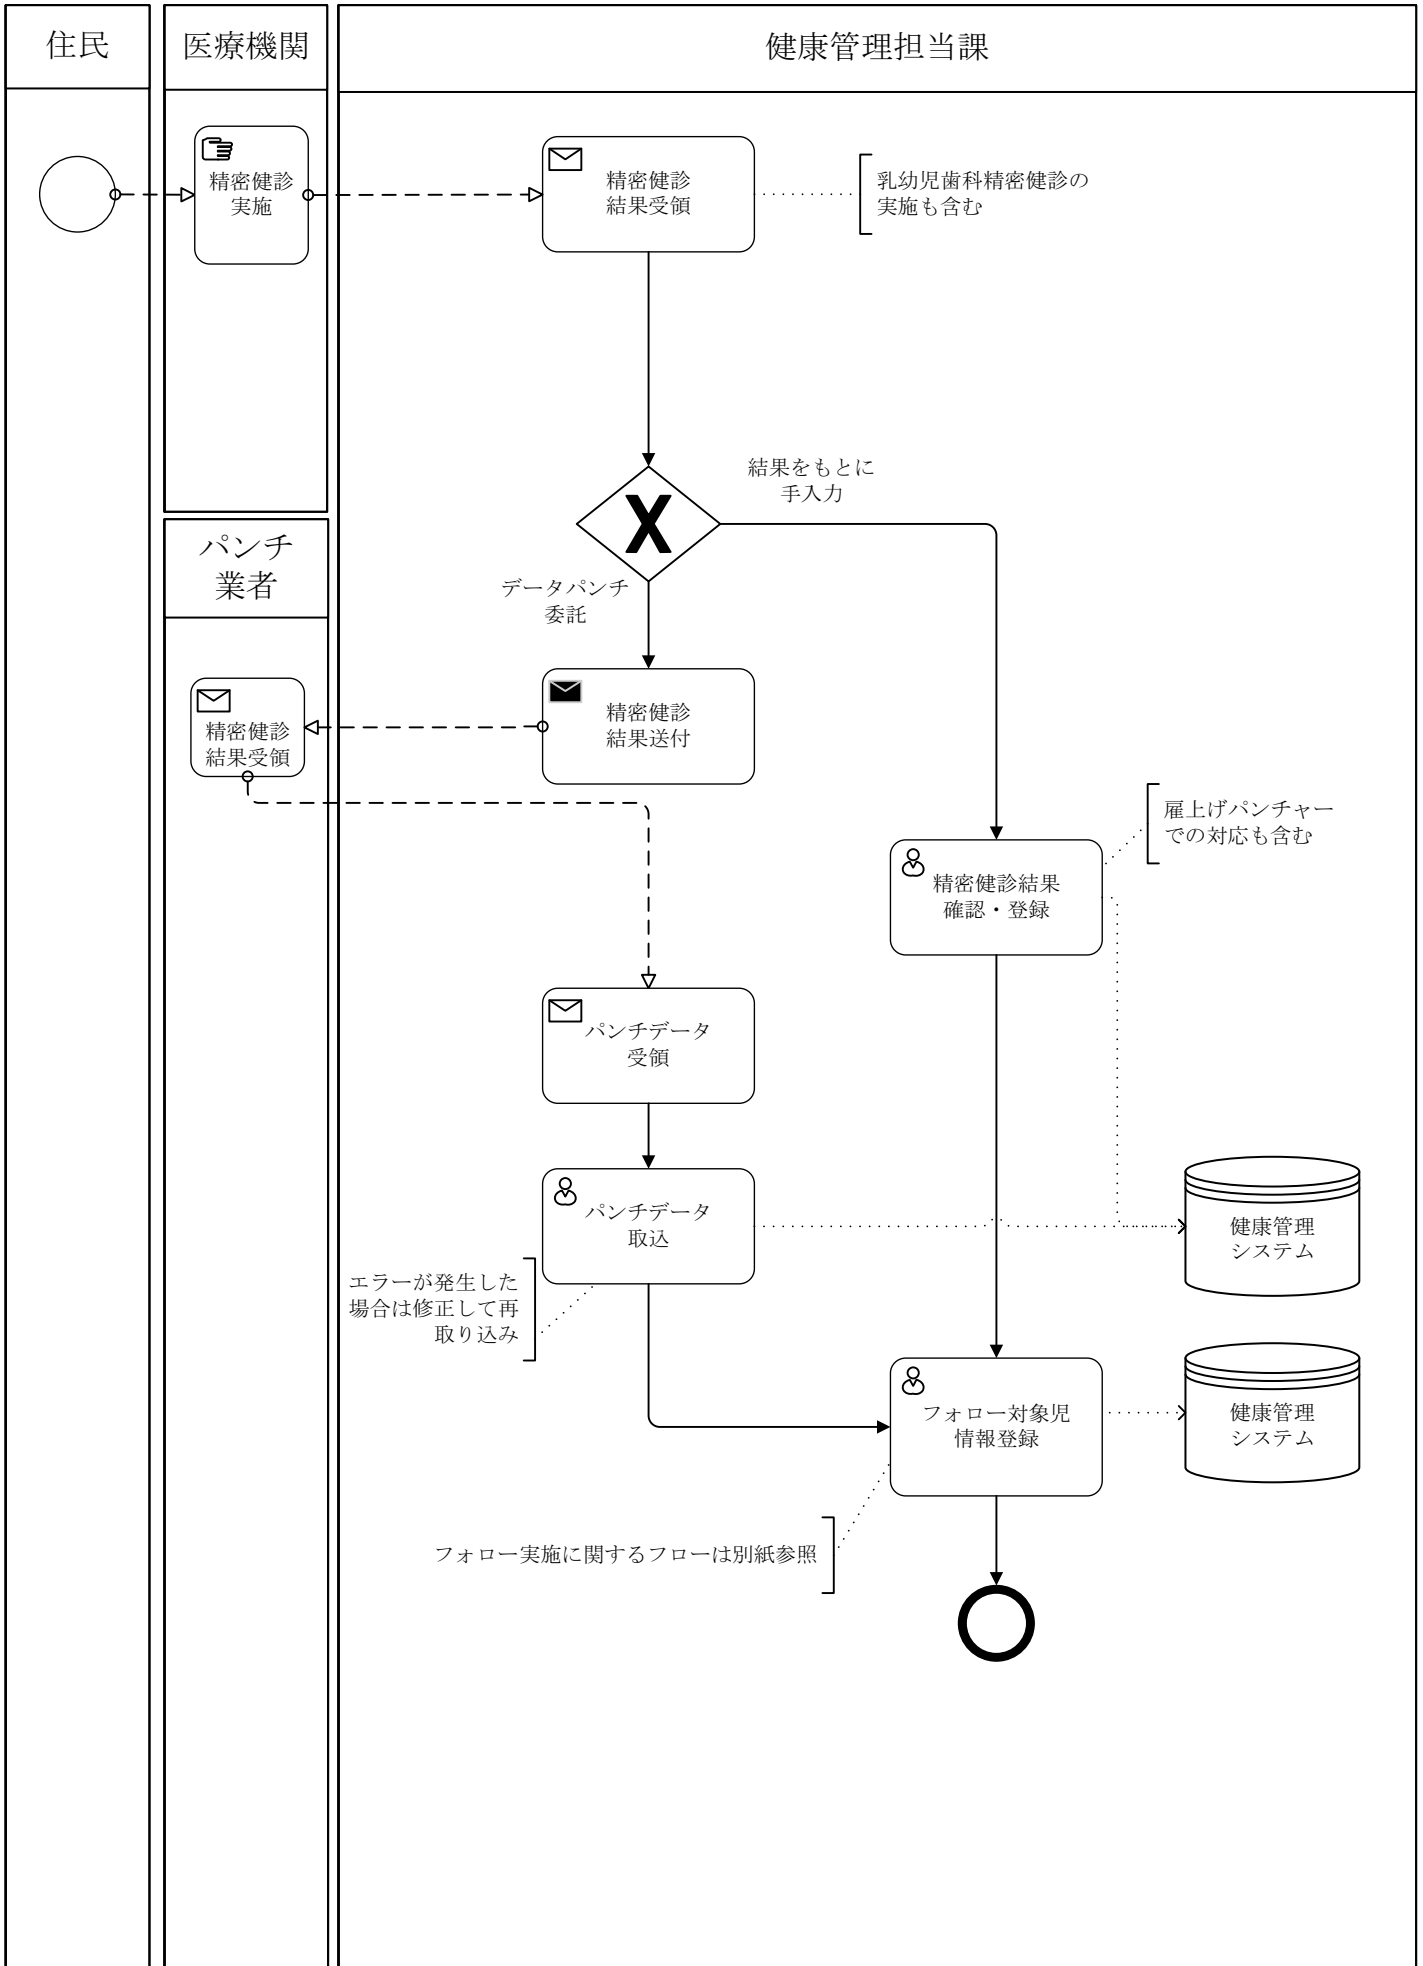 住民
医療機関
健康管理担当課
精密健診
実施
精密健診
結果受領
乳幼児歯科精密健診の
実施も含む
結果をもとに
手入力
X
パンチ
業者
データパンチ
委託
精密健診
結果受領
精密健診
結果送付
雇上げパンチャー
での対応も含む
精密健診結果
確認・登録
パンチデータ
受領
パンチデータ
取込
健康管理
システム
エラーが発生した
場合は修正して再
取り込み
フォロー対象児
情報登録
健康管理
システム
フォロー実施に関するフローは別紙参照